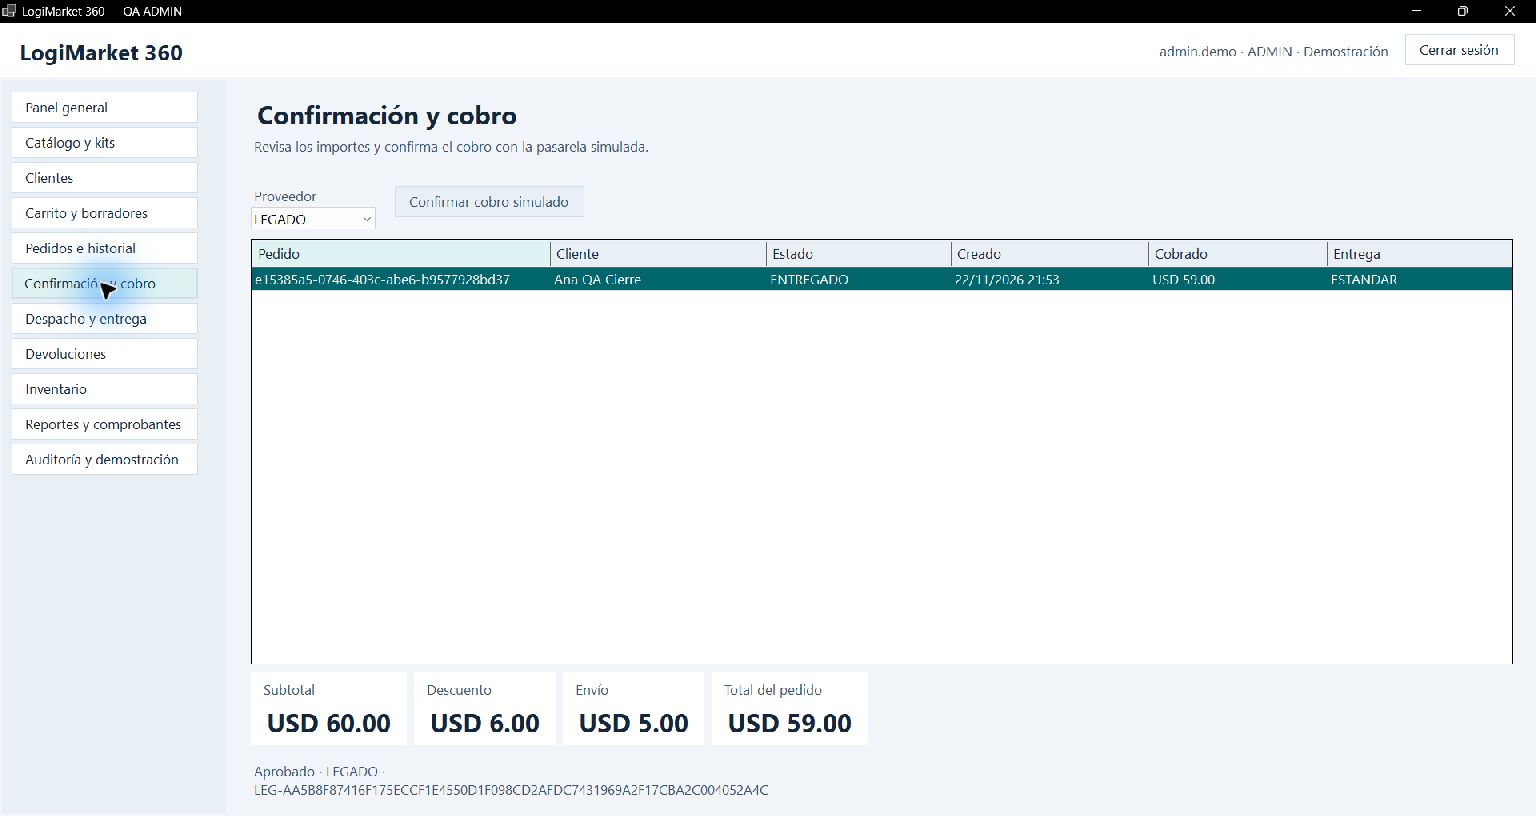 LogiMarket 360 QA ADMIN
LogiMarket 360
admin.demo · ADMIN · Demostración
Cerrar sesión
Panel general
Catálogo y kits
Clientes
Carrito y borradores
Pedidos e historial
Confirmación y cobro
Despacho y entrega
Devoluciones
Inventario
Reportes y comprobantes
Auditoría y demostración
Confirmación y cobro
Revisa los importes y confirma el cobro con la pasarela simulada.
Proveedor
LEGADO
Confirmar cobro simulado
Pedido Cliente Estado Creado Cobrado Entrega
e15385a5-0746-403c-abe6-b9577928bd37 Ana QA Cierre ENTREGADO 22/11/2026 21:53 USD 59.00 ESTANDAR
Subtotal Descuento Envío Total del pedido
USD 60.00 USD 6.00 USD 5.00 USD 59.00
Aprobado · LEGADO ·
LEG-AA5B8F87416F175ECCF1E4550D1F098CD2AFDC7431969A2F17CBA2C004052A4C